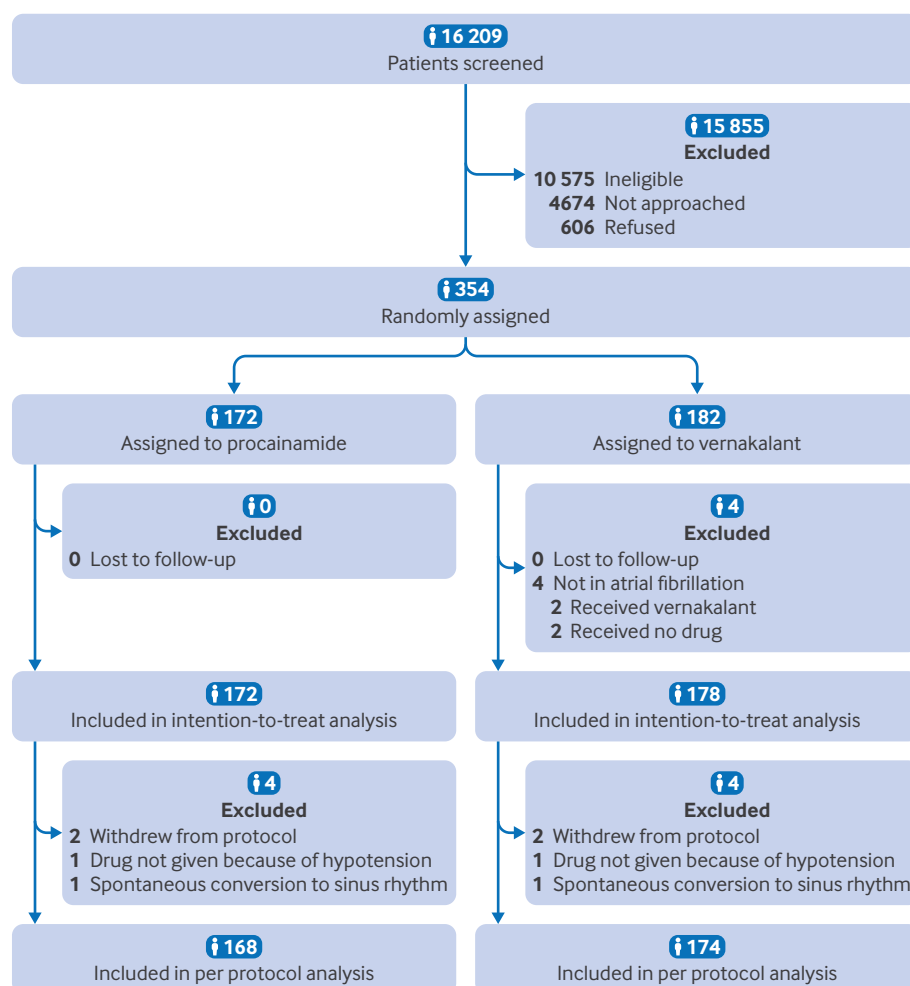 16 209
Patients screened
15 855
Excluded
10 575 Ineligible
4674 Not approached
606 Refused
354
Randomly assigned
172
Assigned to procainamide
182
Assigned to vernakalant
0
Excluded
0 Lost to follow-up
4
Excluded
0 Lost to follow-up
4 Not in atrial fibrillation
2 Received vernakalant
2 Received no drug
172
Included in intention-to-treat analysis
178
Included in intention-to-treat analysis
4
Excluded
2 Withdrew from protocol
1 Drug not given because of hypotension
1 Spontaneous conversion to sinus rhythm
4
Excluded
2 Withdrew from protocol
1 Drug not given because of hypotension
1 Spontaneous conversion to sinus rhythm
168
Included in per protocol analysis
174
Included in per protocol analysis